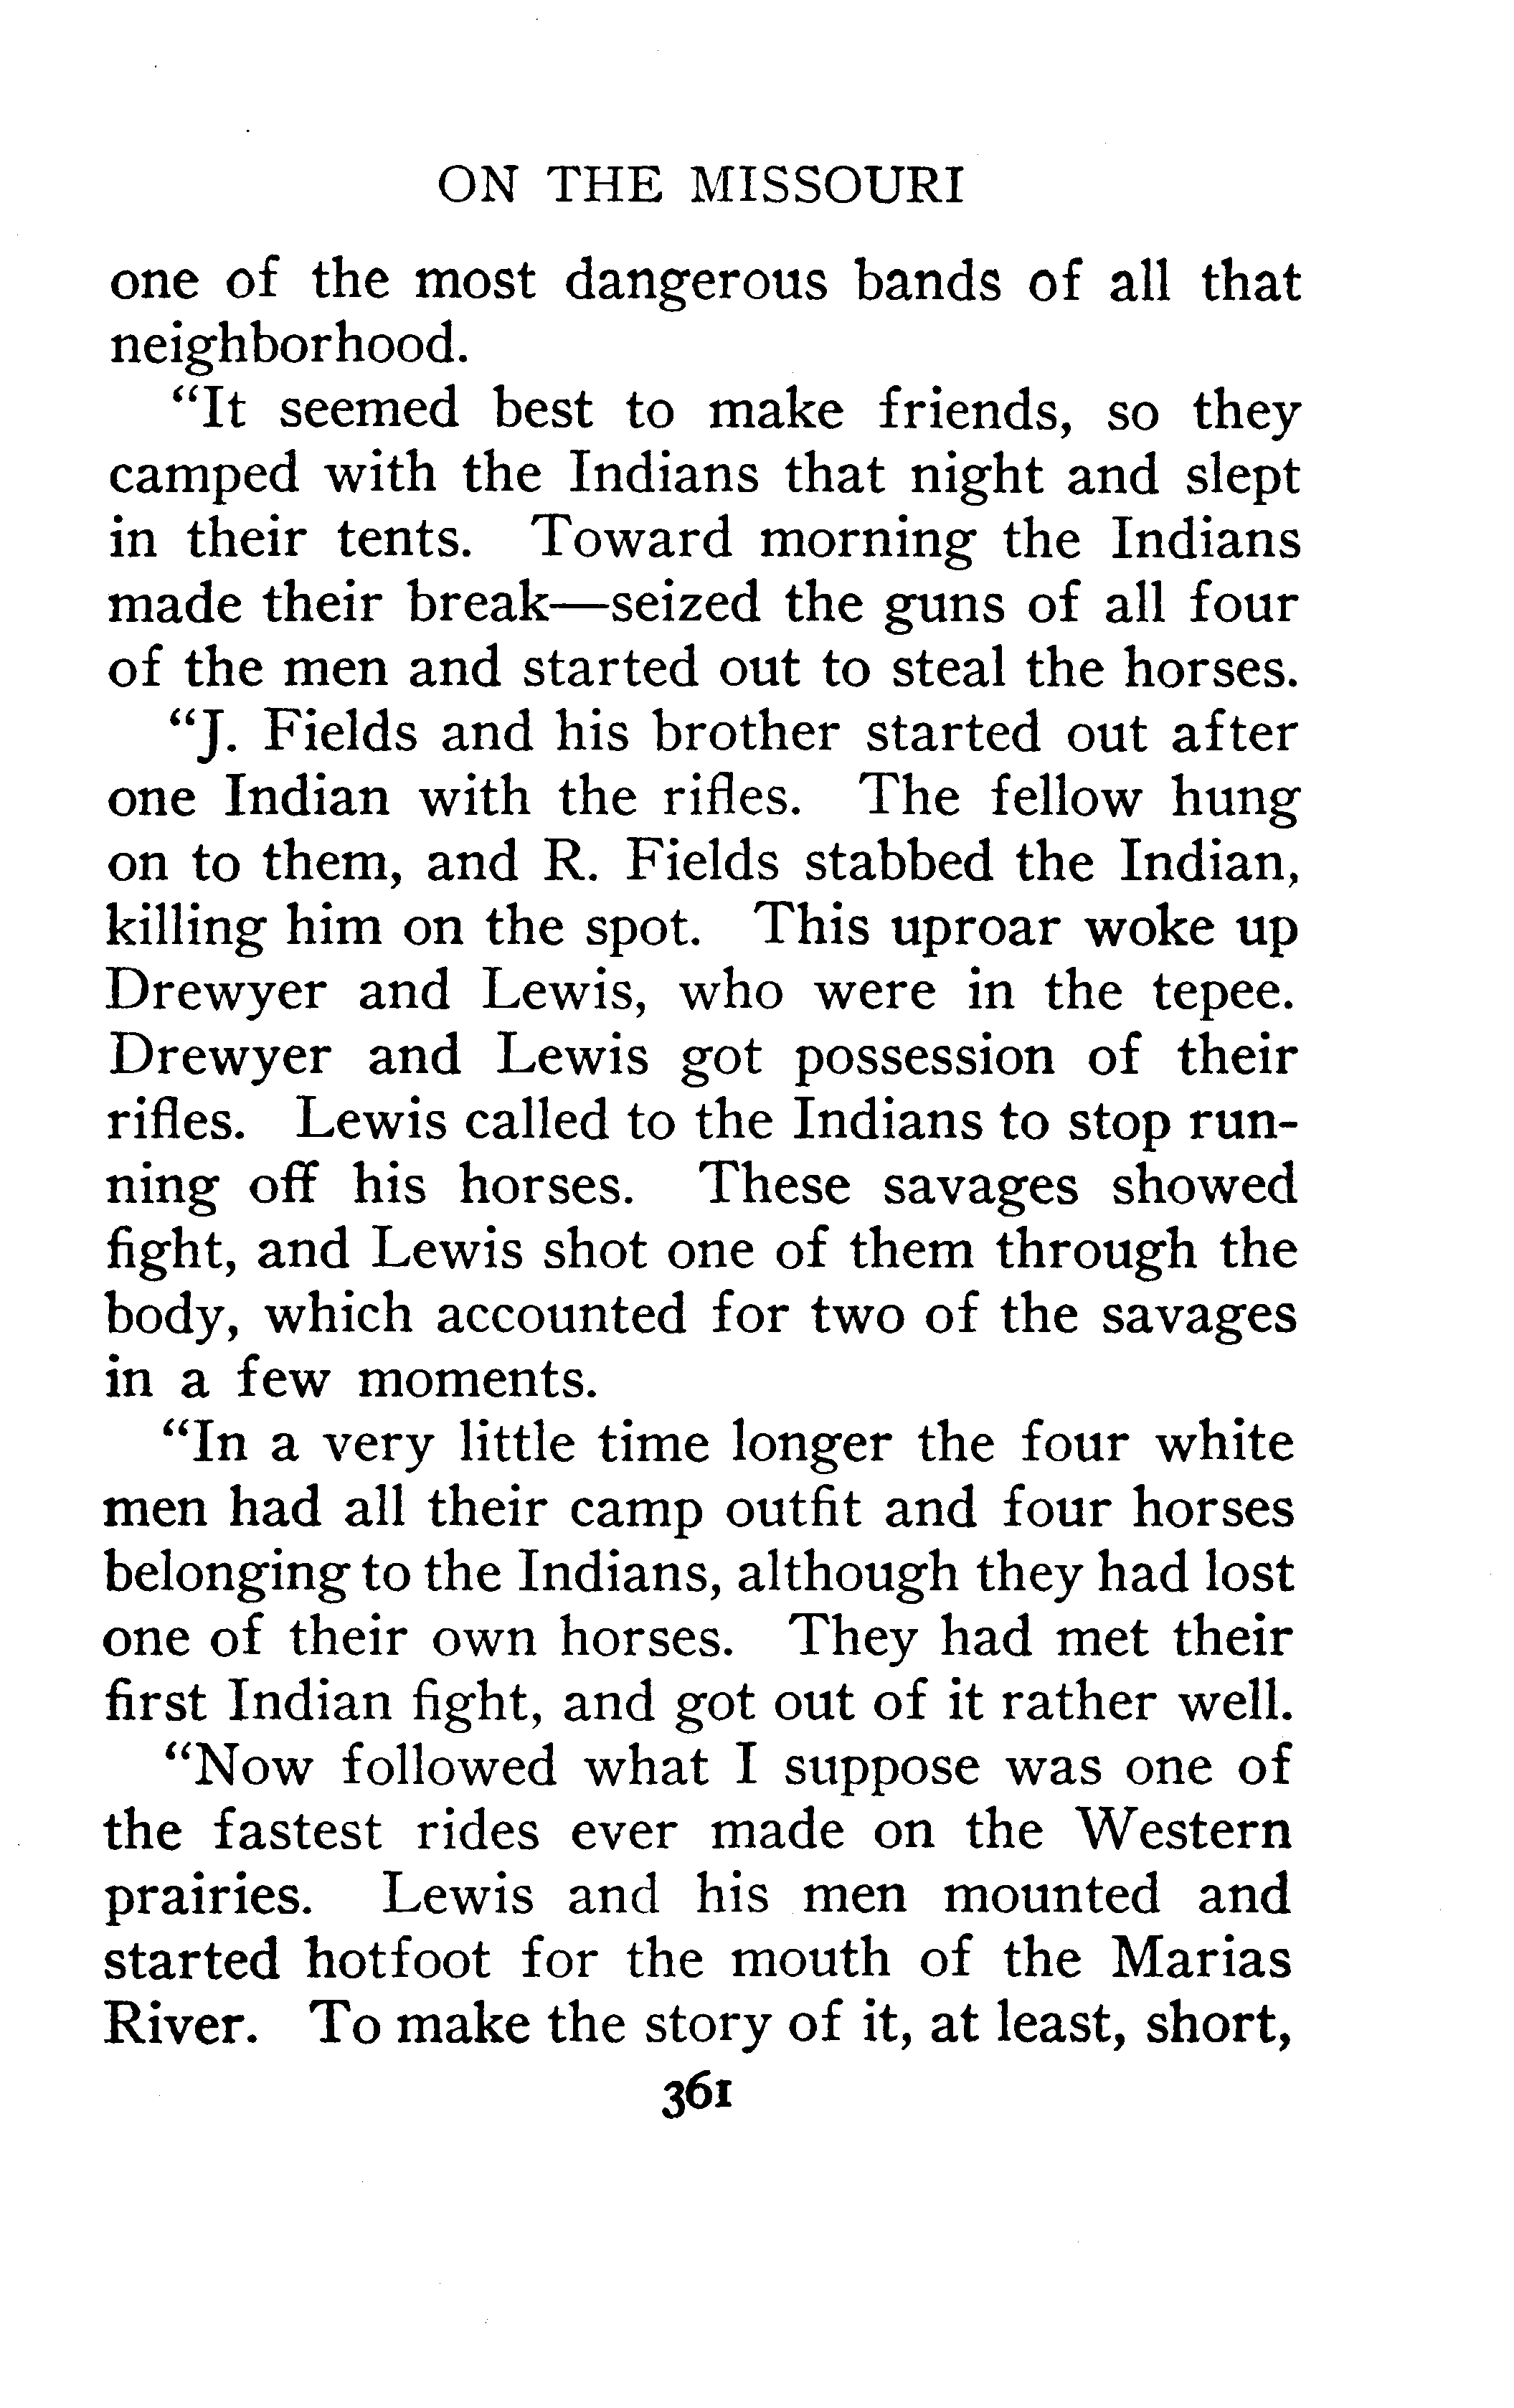 ON THE MISSOURI
one of the most dangerous bands of all that
neighborhood.
"It seemed best to make friends, so they
camped with the Indians that night and slept
in their tents. Toward morning the Indians
made their break—seized the guns of all four
of the men and started out to steal the horses.
"J. Fields and his brother started out after
one Indian with the rifles. The fellow hung
on to them, and R. Fields stabbed the Indian,
killing him on the spot. This uproar woke up
Drewyer and Lewis, who were in the tepee.
Drewyer and Lewis got possession of their
rifles. Lewis called to the Indians to stop run-
ning off his horses. These savages showed
fight, and Lewis shot one of them through the
body, which accounted for two of the savages
in a few moments.
"In a very little time longer the four white
men had all their camp outfit and four horses
belonging to the Indians, although they had lost
one of their own horses. They had met their
first Indian fight, and got out of it rather well.
"Now followed what I suppose was one of
the fastest rides ever made on the Western
prairies. Lewis and his men mounted and
started hotfoot for the mouth of the Marias
River. To make the story of it, at least, short,
361